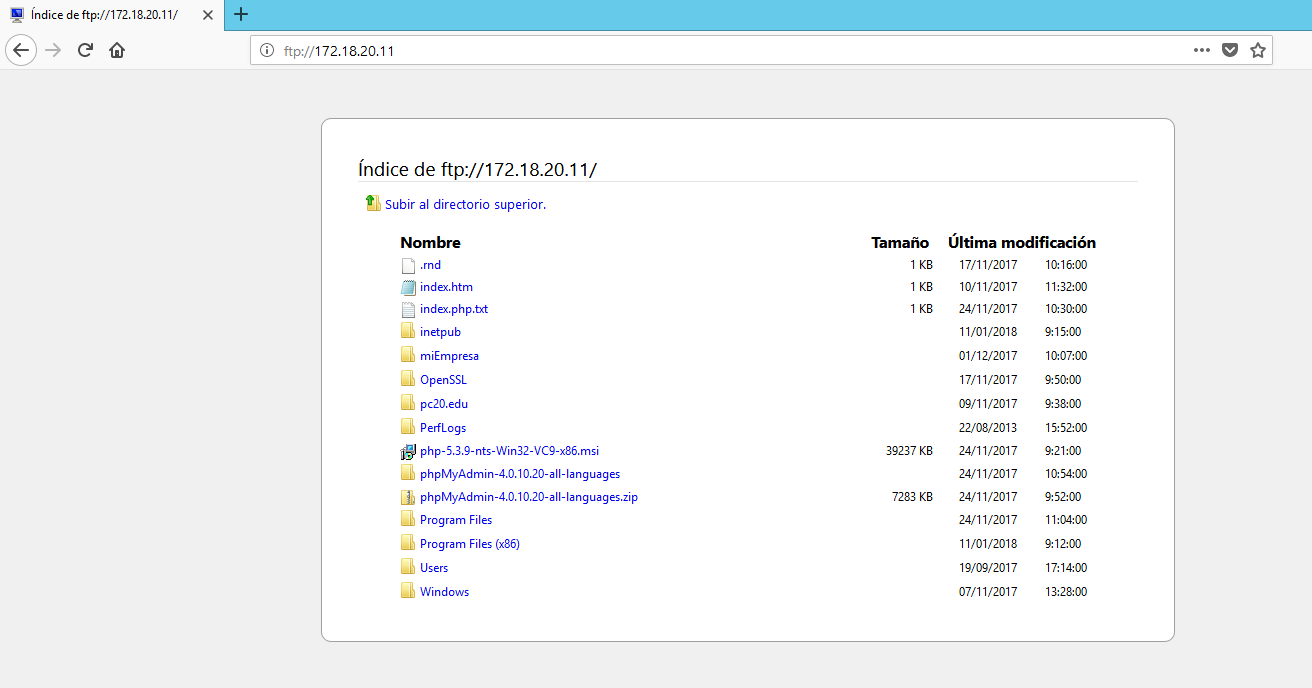 Índice de ftp://172.18.20.11/
ftp://172.18.20.11
Índice de ftp://172.18.20.11/
Subir al directorio superior.
Nombre Tamaño Última modificación
.rnd 1 KB 17/11/2017 10:16:00
index.htm 1 KB 10/11/2017 11:32:00
index.php.txt 1 KB 24/11/2017 10:30:00
inetpub 11/01/2018 9:15:00
miEmpresa 01/12/2017 10:07:00
OpenSSL 17/11/2017 9:50:00
pc20.edu 09/11/2017 9:38:00
PerfLogs 22/08/2013 15:52:00
php-5.3.9-nts-Win32-VC9-x86.msi 39237 KB 24/11/2017 9:21:00
phpMyAdmin-4.0.10.20-all-languages 24/11/2017 10:54:00
phpMyAdmin-4.0.10.20-all-languages.zip 7283 KB 24/11/2017 9:52:00
Program Files 24/11/2017 11:04:00
Program Files (x86) 11/01/2018 9:12:00
Users 19/09/2017 17:14:00
Windows 07/11/2017 13:28:00